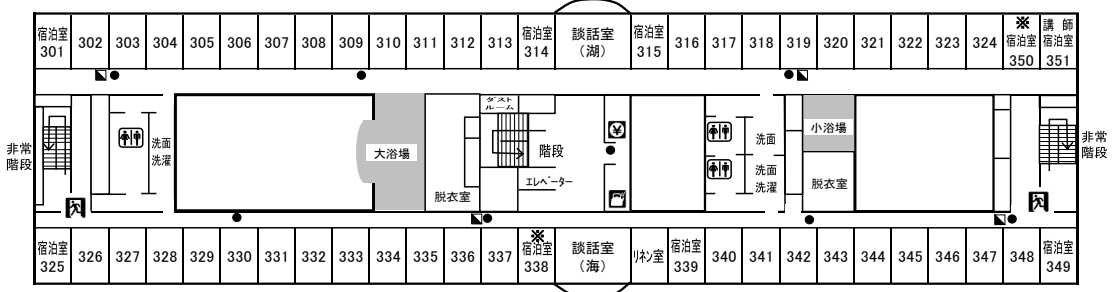 宿泊室
301
302
303
304
305
306
307
308
309
310
311
312
313
宿泊室
314
談話室
(湖)
宿泊室
315
316
317
318
319
320
321
322
323
324
※
宿泊室
350
講師
宿泊室
351
非常
階段
洗面
洗濯
大浴場
脱衣室
ダスト
ルーム
階段
エレベーター
¥
洗面
洗面
洗濯
小浴場
脱衣室
非常
階段
宿泊室
325
326
327
328
329
330
331
332
333
334
335
336
337
※
宿泊室
338
談話室
(海)
リネン室
宿泊室
339
340
341
342
343
344
345
346
347
348
宿泊室
349